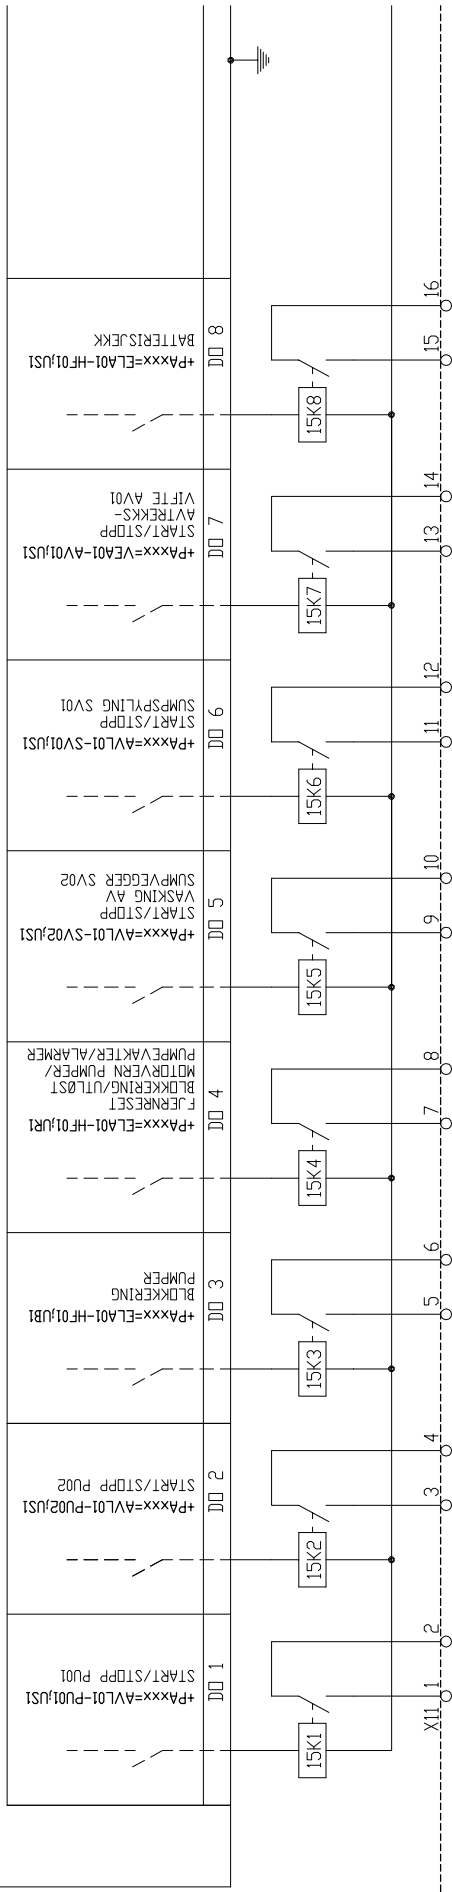 +PAxxx=AVL01-PU01;US1
START/STOPP PU01
DO 1
15K1
X11
1
2
+PAxxx=AVL01-PU02;US1
START/STOPP PU02
DO 2
15K2
3
4
+PAxxx=ELA01-HF01;UB1
BLOKKERING
PUMPER
DO 3
15K3
5
6
+PAxxx=ELA01-HF01;UR1
FJERNRESET
BLOKKERING/UTLØST
MOTORVERN PUMPER/
PUMPEVAKTER/ALARMER
DO 4
15K4
7
8
+PAxxx=AVL01-SV02;US1
START/STOPP
VASKING AV
SUMPVEGGER SV02
DO 5
15K5
9
10
+PAxxx=AVL01-SV01;US1
START/STOPP
SUMPSPYLING SV01
DO 6
15K6
11
12
+PAxxx=VEA01-AV01;US1
START/STOPP
AVTREKKS-
VIFTE AV01
DO 7
15K7
13
14
+PAxxx=ELA01-HF01;US1
BATTERISJEKK
DO 8
15K8
15
16